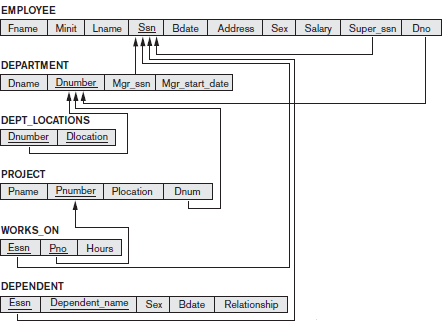 EMPLOYEE
Fname Minit Lname Ssn Bdate Address Sex Salary Super_ssn Dno
DEPARTMENT
Dname Dnumber Mgr_ssn Mgr_start_date
DEPT_LOCATIONS
Dnumber Dlocation
PROJECT
Pname Pnumber Plocation Dnum
WORKS_ON
Essn Pno Hours
DEPENDENT
Essn Dependent_name Sex Bdate Relationship